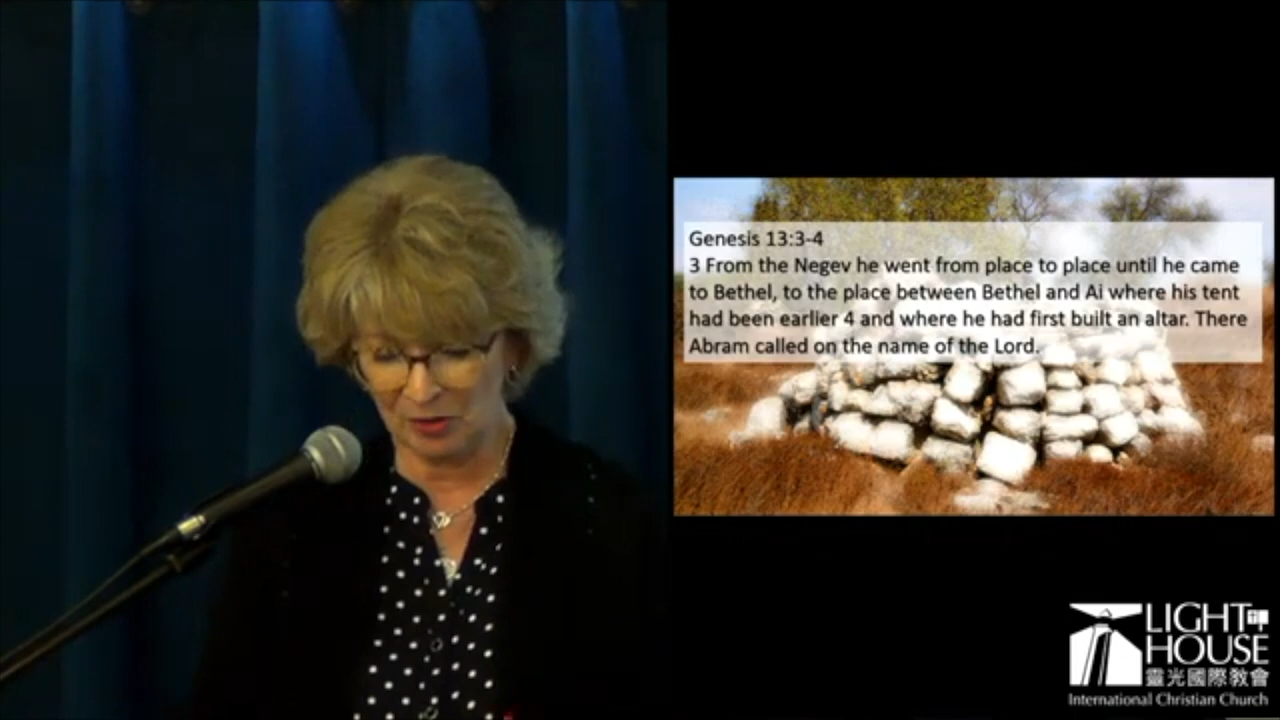 Genesis 13:3-4
3 From the Negev he went from place to place until he came
to Bethel, to the place between Bethel and Ai where his tent
had been earlier 4 and where he had first built an altar. There
Abram called on the name of the Lord.
LIGHT
HOUSE
靈光國際教會
International Christian Church